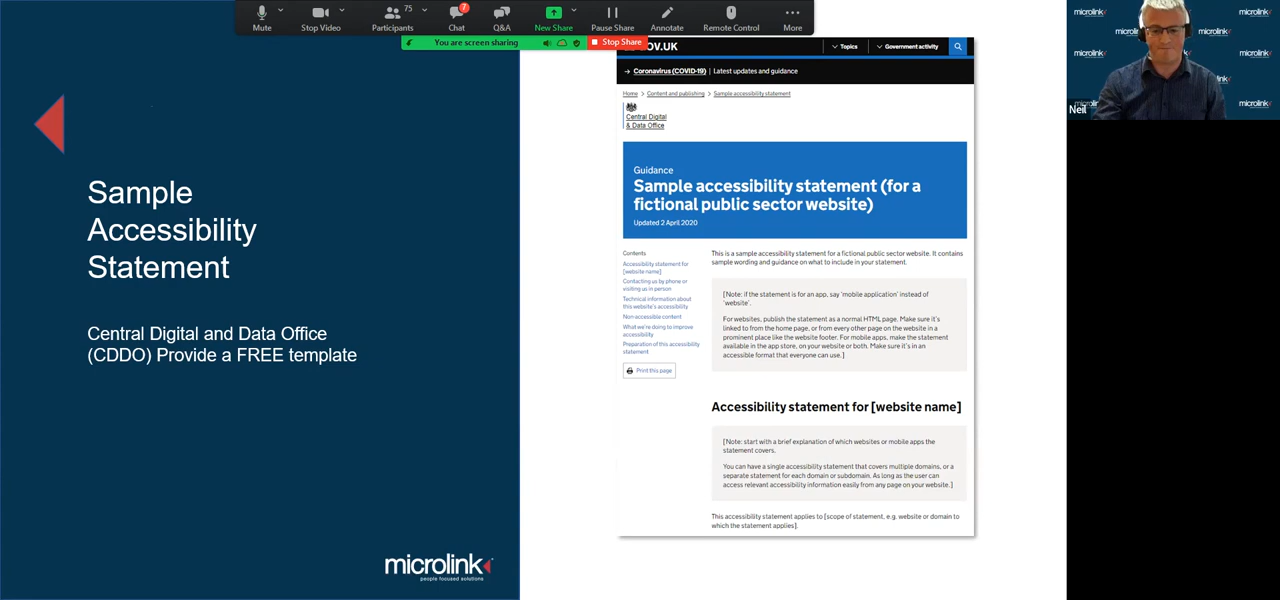 75
7
Mute
Stop Video
Participants
Chat
Q&A
New Share
Pause Share
Annotate
Remote Control
More
You are screen sharing
Stop Share
Sample
Accessibility
Statement
Central Digital and Data Office
(CDDO) Provide a FREE template
microlink
people focused solutions
OV.UK
Topics
Government activity
Coronavirus (COVID-19) | Latest updates and guidance
Home > Content and publishing > Sample accessibility statement
Central Digital
& Data Office
Guidance
Sample accessibility statement (for a
fictional public sector website)
Updated 2 April 2020
Contents
Accessibility statement for
[website name]
Contacting us by phone or
visiting us in person
Technical information about
this website's accessibility
Non-accessible content
What we're doing to improve
accessibility
Preparation of this accessibility
statement
Print this page
This is a sample accessibility statement for a fictional public sector website. It contains
sample wording and guidance on what to include in your statement.
[Note: if the statement is for an app, say 'mobile application' instead of
'website'.
For websites, publish the statement as a normal HTML page. Make sure it's
linked to from the home page, or from every other page on the website in a
prominent place like the website footer. For mobile apps, make the statement
available in the app store, on your website or both. Make sure it's in an
accessible format that everyone can use.]
Accessibility statement for [website name]
[Note: start with a brief explanation of which websites or mobile apps the
statement covers.
You can have a single accessibility statement that covers multiple domains, or a
separate statement for each domain or subdomain. As long as the user can
access relevant accessibility information easily from any page on your website.]
This accessibility statement applies to [scope of statement, e.g. website or domain to
which the statement applies].
microlink
microlink
microlink
microlink
microlink
microlink
microlink
Neil